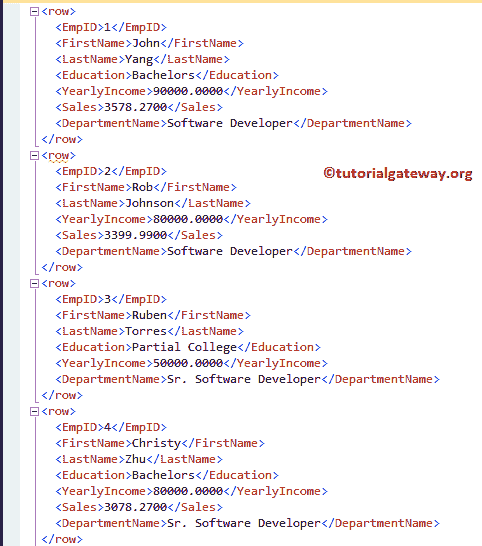 <row>
<EmpID>1</EmpID>
<FirstName>John</FirstName>
<LastName>Yang</LastName>
<Education>Bachelors</Education>
<YearlyIncome>90000.0000</YearlyIncome>
<Sales>3578.2700</Sales>
<DepartmentName>Software Developer</DepartmentName>
</row>
<row>
<EmpID>2</EmpID>
©tutorialgateway.org
<FirstName>Rob</FirstName>
<LastName>Johnson</LastName>
<YearlyIncome>80000.0000</YearlyIncome>
<Sales>3399.9900</Sales>
<DepartmentName>Software Developer</DepartmentName>
</row>
<row>
<EmpID>3</EmpID>
<FirstName>Ruben</FirstName>
<LastName>Torres</LastName>
<Education>Partial College</Education>
<YearlyIncome>50000.0000</YearlyIncome>
<DepartmentName>Sr. Software Developer</DepartmentName>
</row>
<row>
<EmpID>4</EmpID>
<FirstName>Christy</FirstName>
<LastName>Zhu</LastName>
<Education>Bachelors</Education>
<YearlyIncome>80000.0000</YearlyIncome>
<Sales>3078.2700</Sales>
<DepartmentName>Sr. Software Developer</DepartmentName>
</row>